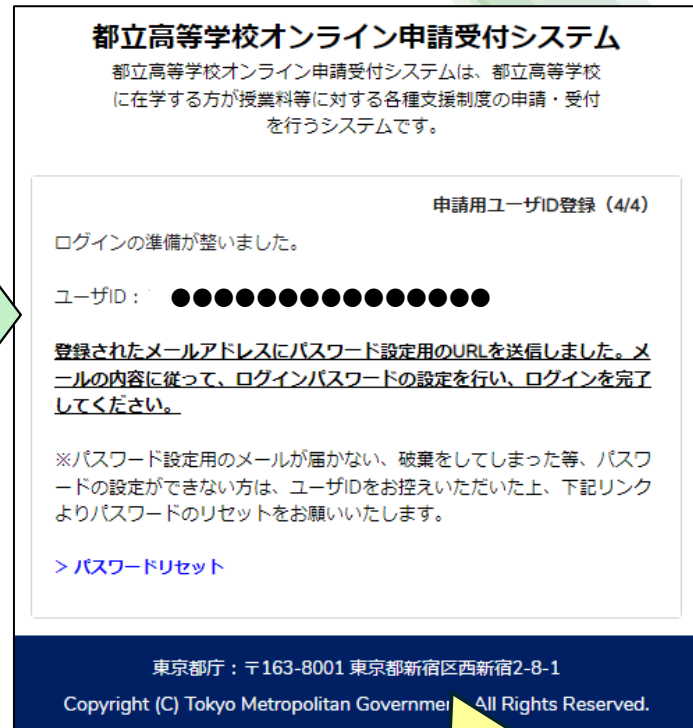 都立高等学校オンライン申請受付システム
都立高等学校オンライン申請受付システムは、都立高等学校
に在学する方が授業料等に対する各種支援制度の申請・受付
を行うシステムです。
申請用ユーザID登録（4/4）
ログインの準備が整いました。
ユーザID： ●●●●●●●●●●●●●●●
登録されたメールアドレスにパスワード設定用のURLを送信しました。メ
ールの内容に従って、ログインパスワードの設定を行い、ログインを完了
してください。
※パスワード設定用のメールが届かない、破棄をしてしまった等、パスワ
ードの設定ができない方は、ユーザIDをお控えいただいた上、下記リンク
よりパスワードのリセットをお願いいたします。
> パスワードリセット
東京都庁：〒163-8001 東京都新宿区西新宿2-8-1
Copyright (C) Tokyo Metropolitan Government All Rights Reserved.